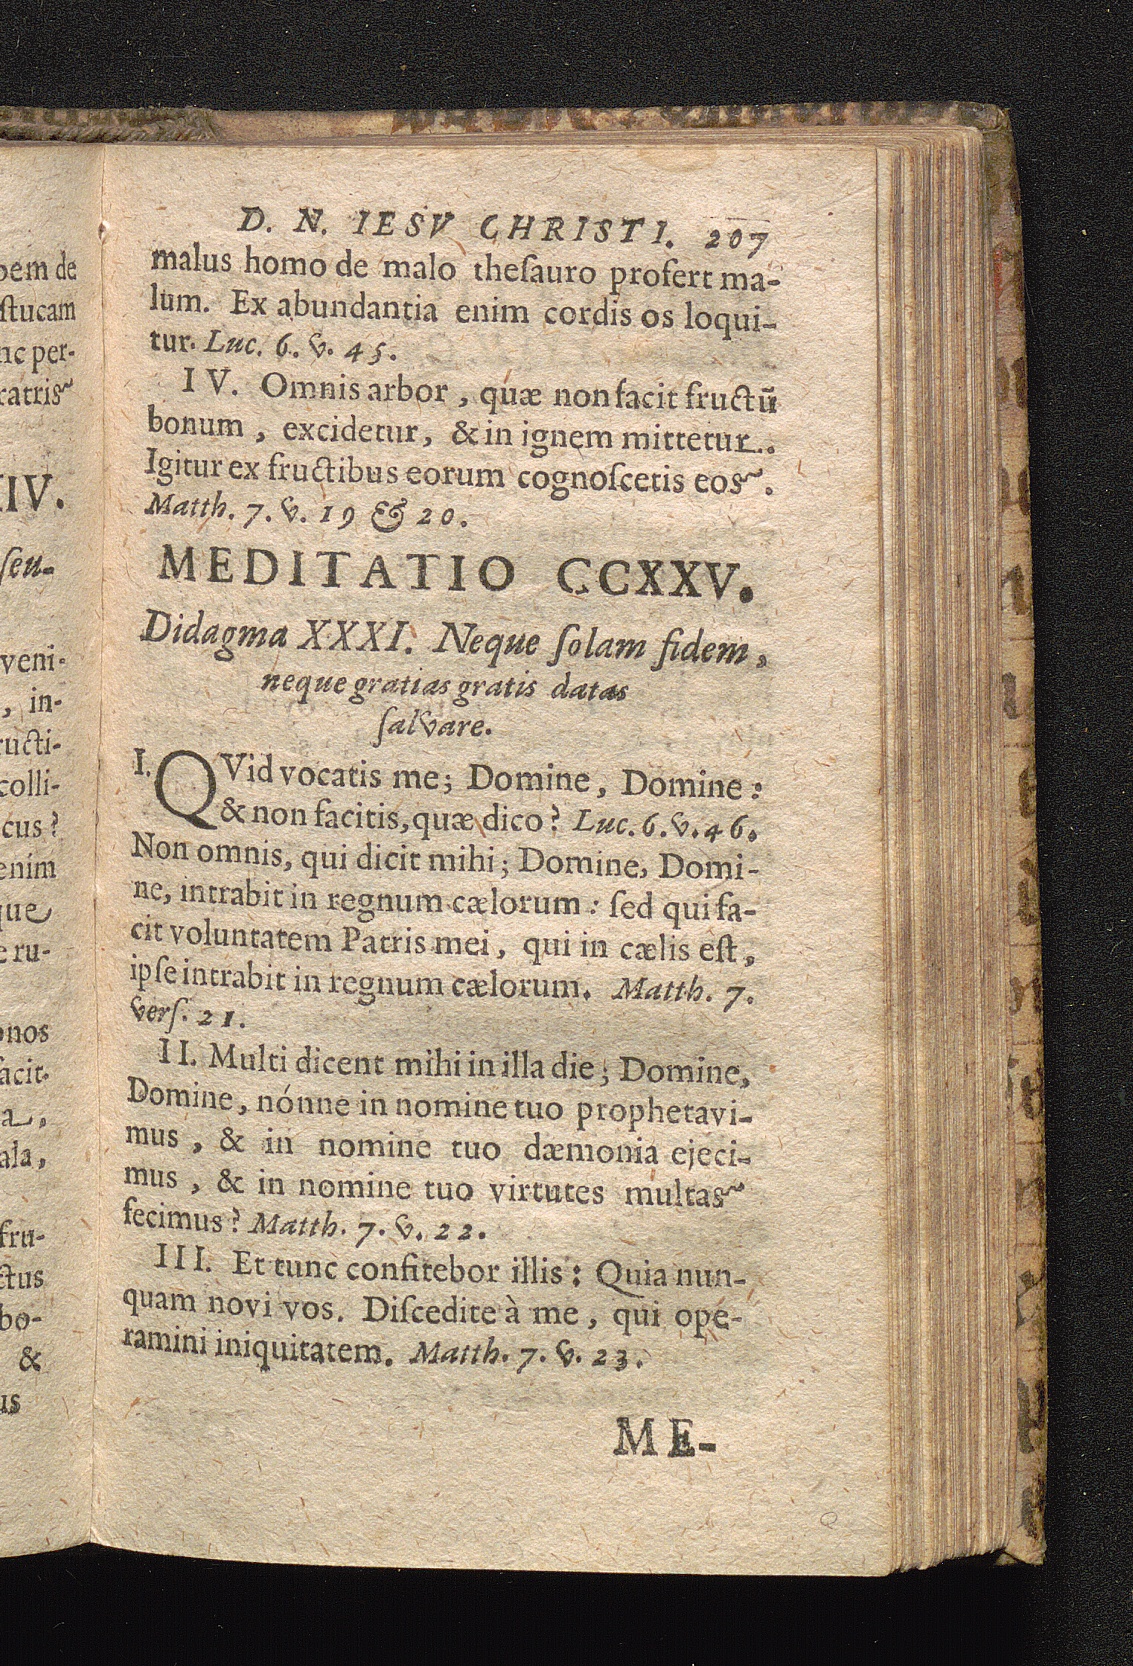 D. N. IESV CHRISTI. 207
malus homo de malo theſauro profert ma-
lum. Ex abundantia enim cordis os loqui-
tur. Luc. 6. v. 45.
IV. Omnis arbor, quæ non facit fructū
bonum, excidetur, & in ignem mittetur.
Igitur ex fructibus eorum cognoſcetis eos.
Matth. 7. v. 19 & 20.
MEDITATIO CCXXV.
Didagma XXXI. Neque ſolam fidem,
neque gratias gratis datas
ſalvare.
I. QVid vocatis me; Domine, Domine:
& non facitis, quæ dico? Luc. 6. v. 46.
Non omnis, qui dicit mihi; Domine, Domi-
ne, intrabit in regnum cælorum: ſed qui fa-
cit voluntatem Patris mei, qui in cælis eſt,
ipſe intrabit in regnum cælorum. Matth. 7.
verſ. 21.
II. Multi dicent mihi in illa die; Domine,
Domine, nónne in nomine tuo prophetavi-
mus, & in nomine tuo dæmonia ejeci-
mus, & in nomine tuo virtutes multas
fecimus? Matth. 7. v. 22.
III. Et tunc confitebor illis: Quia nun-
quam novi vos. Diſcedite à me, qui ope-
ramini iniquitatem. Matth. 7. v. 23.
ME-